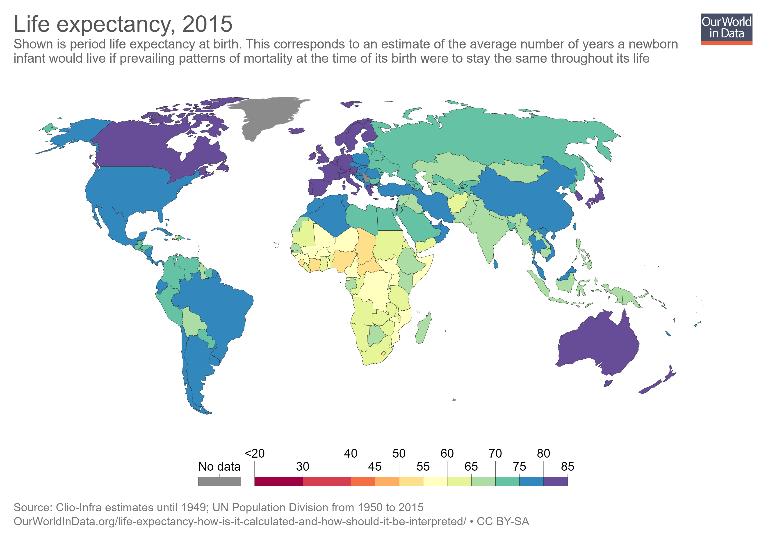 Life expectancy, 2015
Our World
in Data
Shown is period life expectancy at birth. This corresponds to an estimate of the average number of years a newborn
infant would live if prevailing patterns of mortality at the time of its birth were to stay the same throughout its life
<20 40 50 60 70 80
No data 30 45 55 65 75 85
Source: Clio-Infra estimates until 1949; UN Population Division from 1950 to 2015
OurWorldInData.org/life-expectancy-how-is-it-calculated-and-how-should-it-be-interpreted/ • CC BY-SA